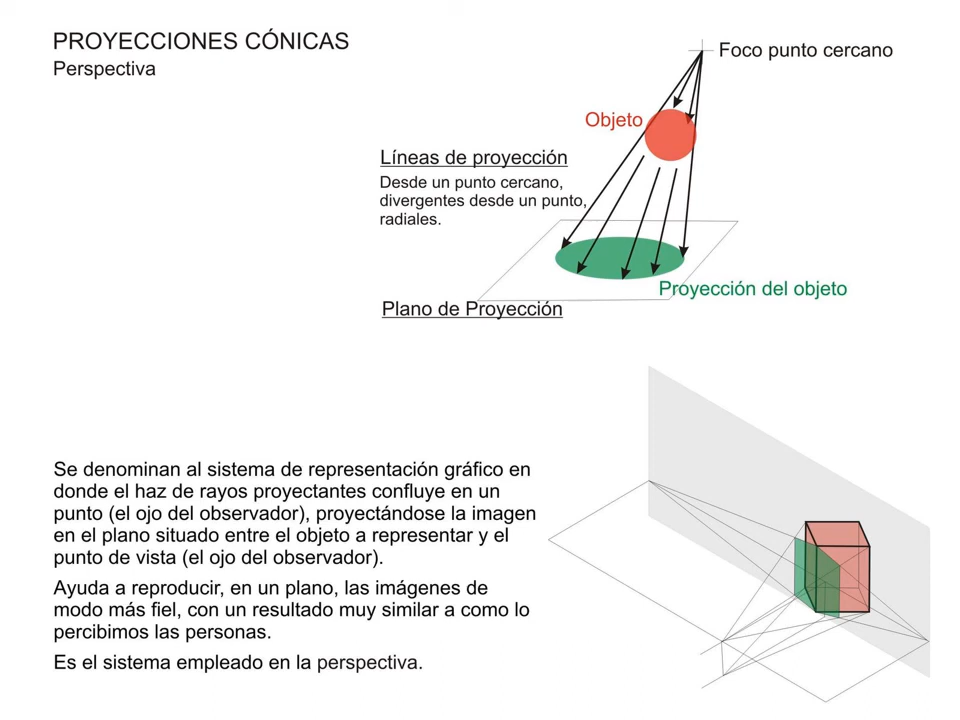 PROYECCIONES CÓNICAS
Perspectiva
Foco punto cercano
Objeto
Líneas de proyección
Desde un punto cercano,
divergentes desde un punto,
radiales.
Proyección del objeto
Plano de Proyección
Se denominan al sistema de representación gráfico en
donde el haz de rayos proyectantes confluye en un
punto (el ojo del observador), proyectándose la imagen
en el plano situado entre el objeto a representar y el
punto de vista (el ojo del observador).
Ayuda a reproducir, en un plano, las imágenes de
modo más fiel, con un resultado muy similar a como lo
percibimos las personas.
Es el sistema empleado en la perspectiva.